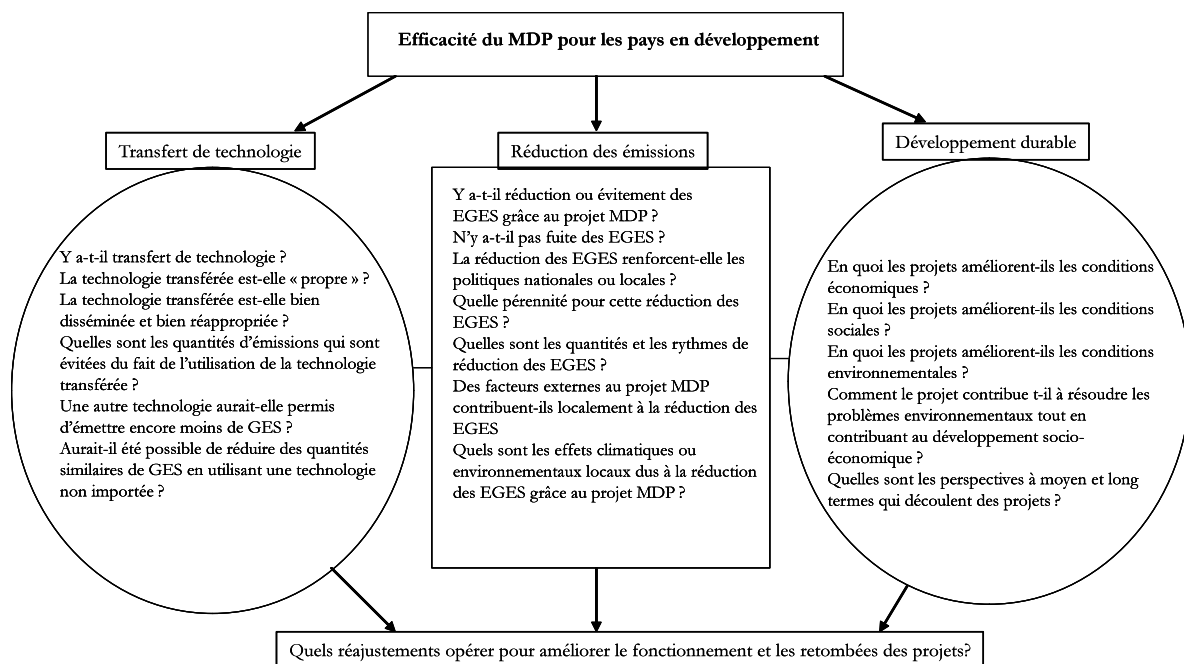 Efficacité du MDP pour les pays en développement
Transfert de technologie
Y a-t-il transfert de technologie ?
La technologie transférée est-elle « propre » ?
La technologie transférée est-elle bien
disséminée et bien réappropriée ?
Quelles sont les quantités d'émissions qui sont
évitées du fait de l'utilisation de la technologie
transférée ?
Une autre technologie aurait-elle permis
d'émettre encore moins de GES ?
Aurait-il été possible de réduire des quantités
similaires de GES en utilisant une technologie
non importée ?
Réduction des émissions
Y a-t-il réduction ou évitement des
EGES grâce au projet MDP ?
N'y a-t-il pas fuite des EGES ?
La réduction des EGES renforcent-elle les
politiques nationales ou locales ?
Quelle pérennité pour cette réduction des
EGES ?
Quelles sont les quantités et les rythmes de
réduction des EGES ?
Des facteurs externes au projet MDP
contribuent-ils localement à la réduction des
EGES
Quels sont les effets climatiques ou
environnementaux locaux dus à la réduction
des EGES grâce au projet MDP ?
Développement durable
En quoi les projets améliorent-ils les conditions
économiques ?
En quoi les projets améliorent-ils les conditions
sociales ?
En quoi les projets améliorent-ils les conditions
environnementales ?
Comment le projet contribue t-il à résoudre les
problèmes environnementaux tout en
contribuant au développement socio-
économique ?
Quelles sont les perspectives à moyen et long
termes qui découlent des projets ?
Quels réajustements opérer pour améliorer le fonctionnement et les retombées des projets?